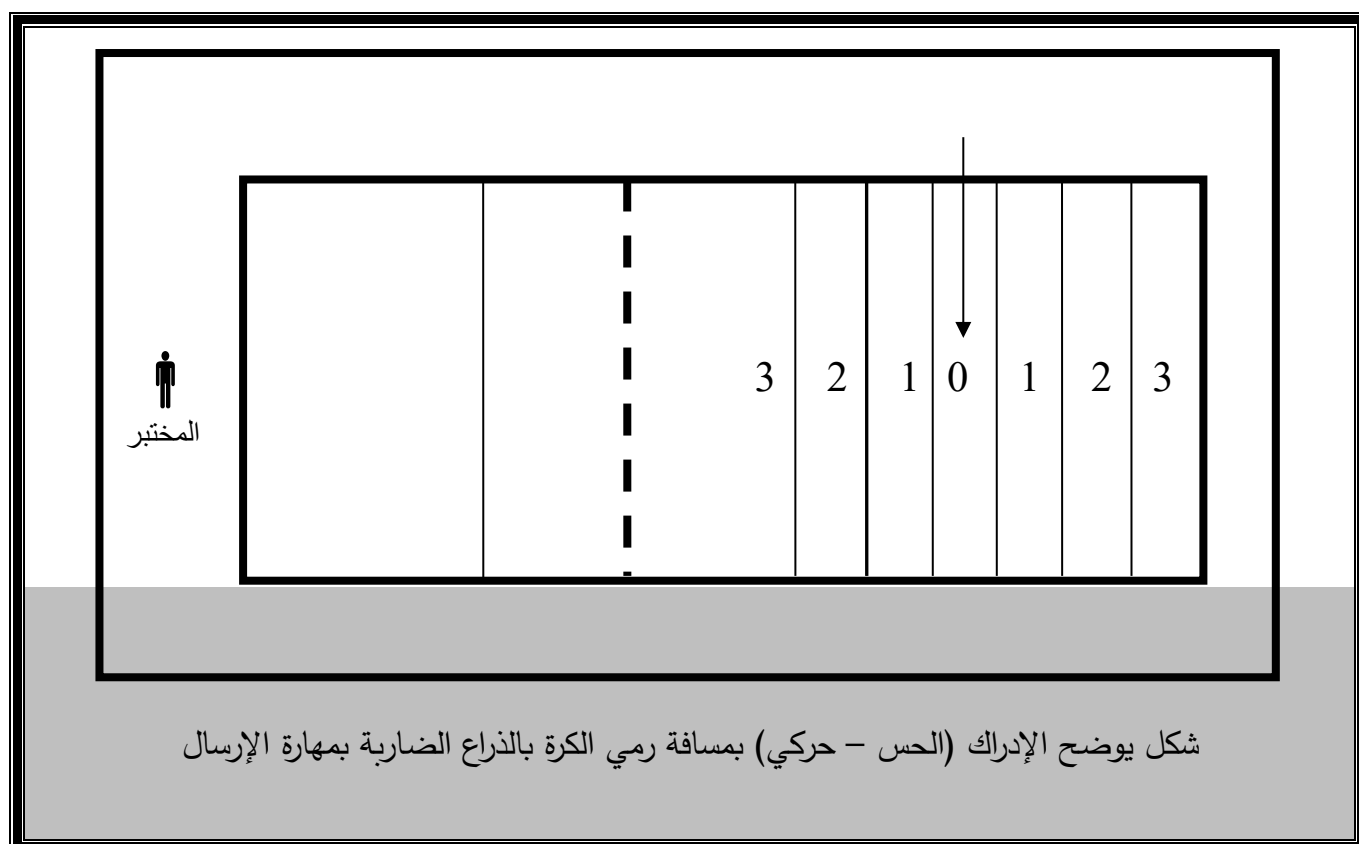 3 2 1 0 1 2 3
المختبر
شكل يوضح الإدراك (الحس – حركي) بمسافة رمي الكرة بالذراع الضاربة بمهارة الإرسال